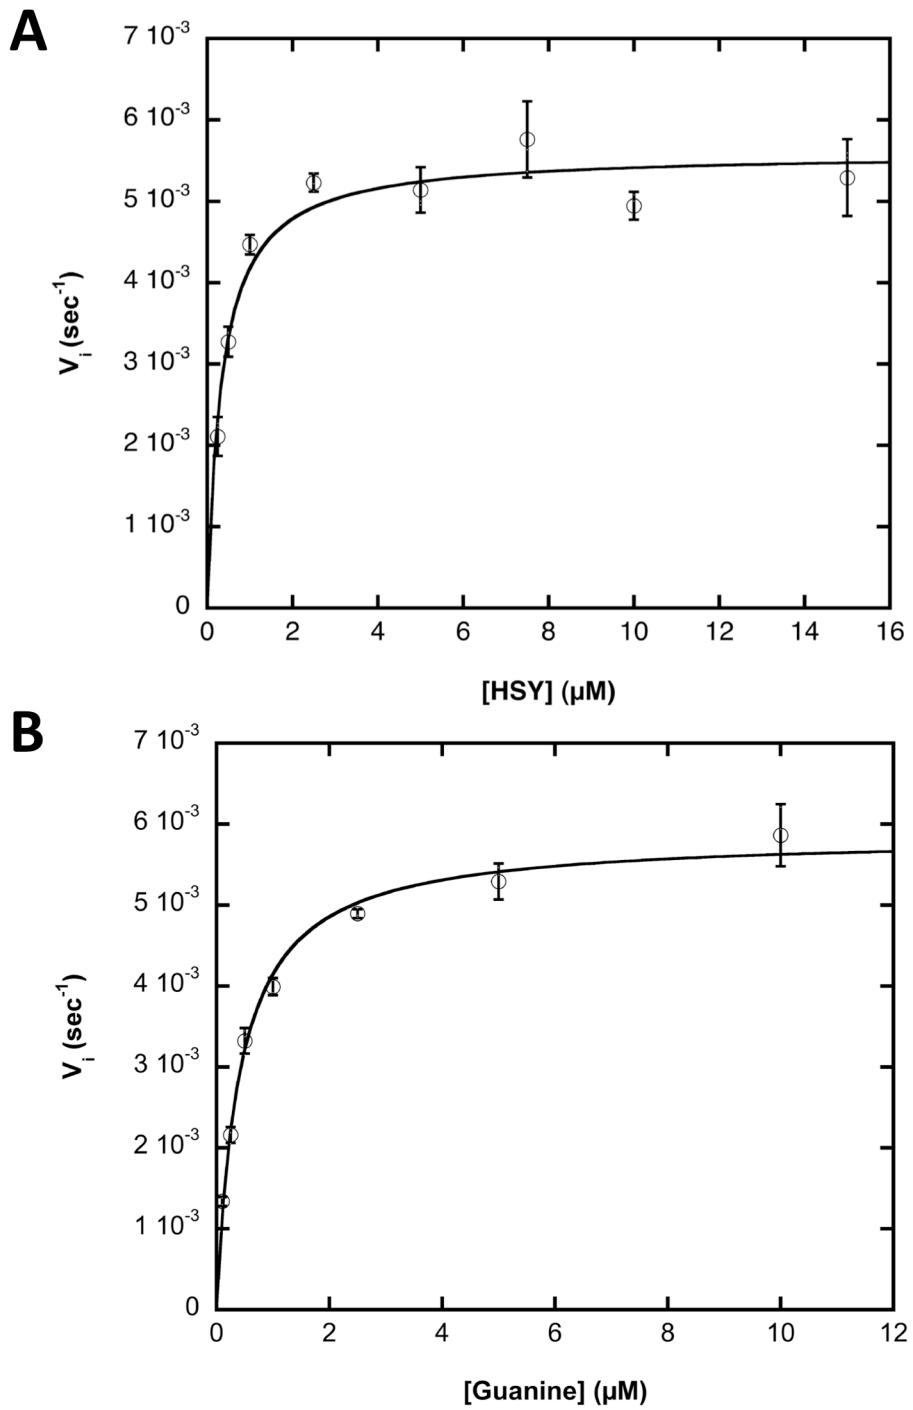 A
7 10⁻³
6 10⁻³
5 10⁻³
4 10⁻³
3 10⁻³
2 10⁻³
1 10⁻³
0
Vᵢ (sec⁻¹)
0 2 4 6 8 10 12 14 16
[HSY] (µM)
B
7 10⁻³
6 10⁻³
5 10⁻³
4 10⁻³
3 10⁻³
2 10⁻³
1 10⁻³
0
Vᵢ (sec⁻¹)
0 2 4 6 8 10 12
[Guanine] (µM)